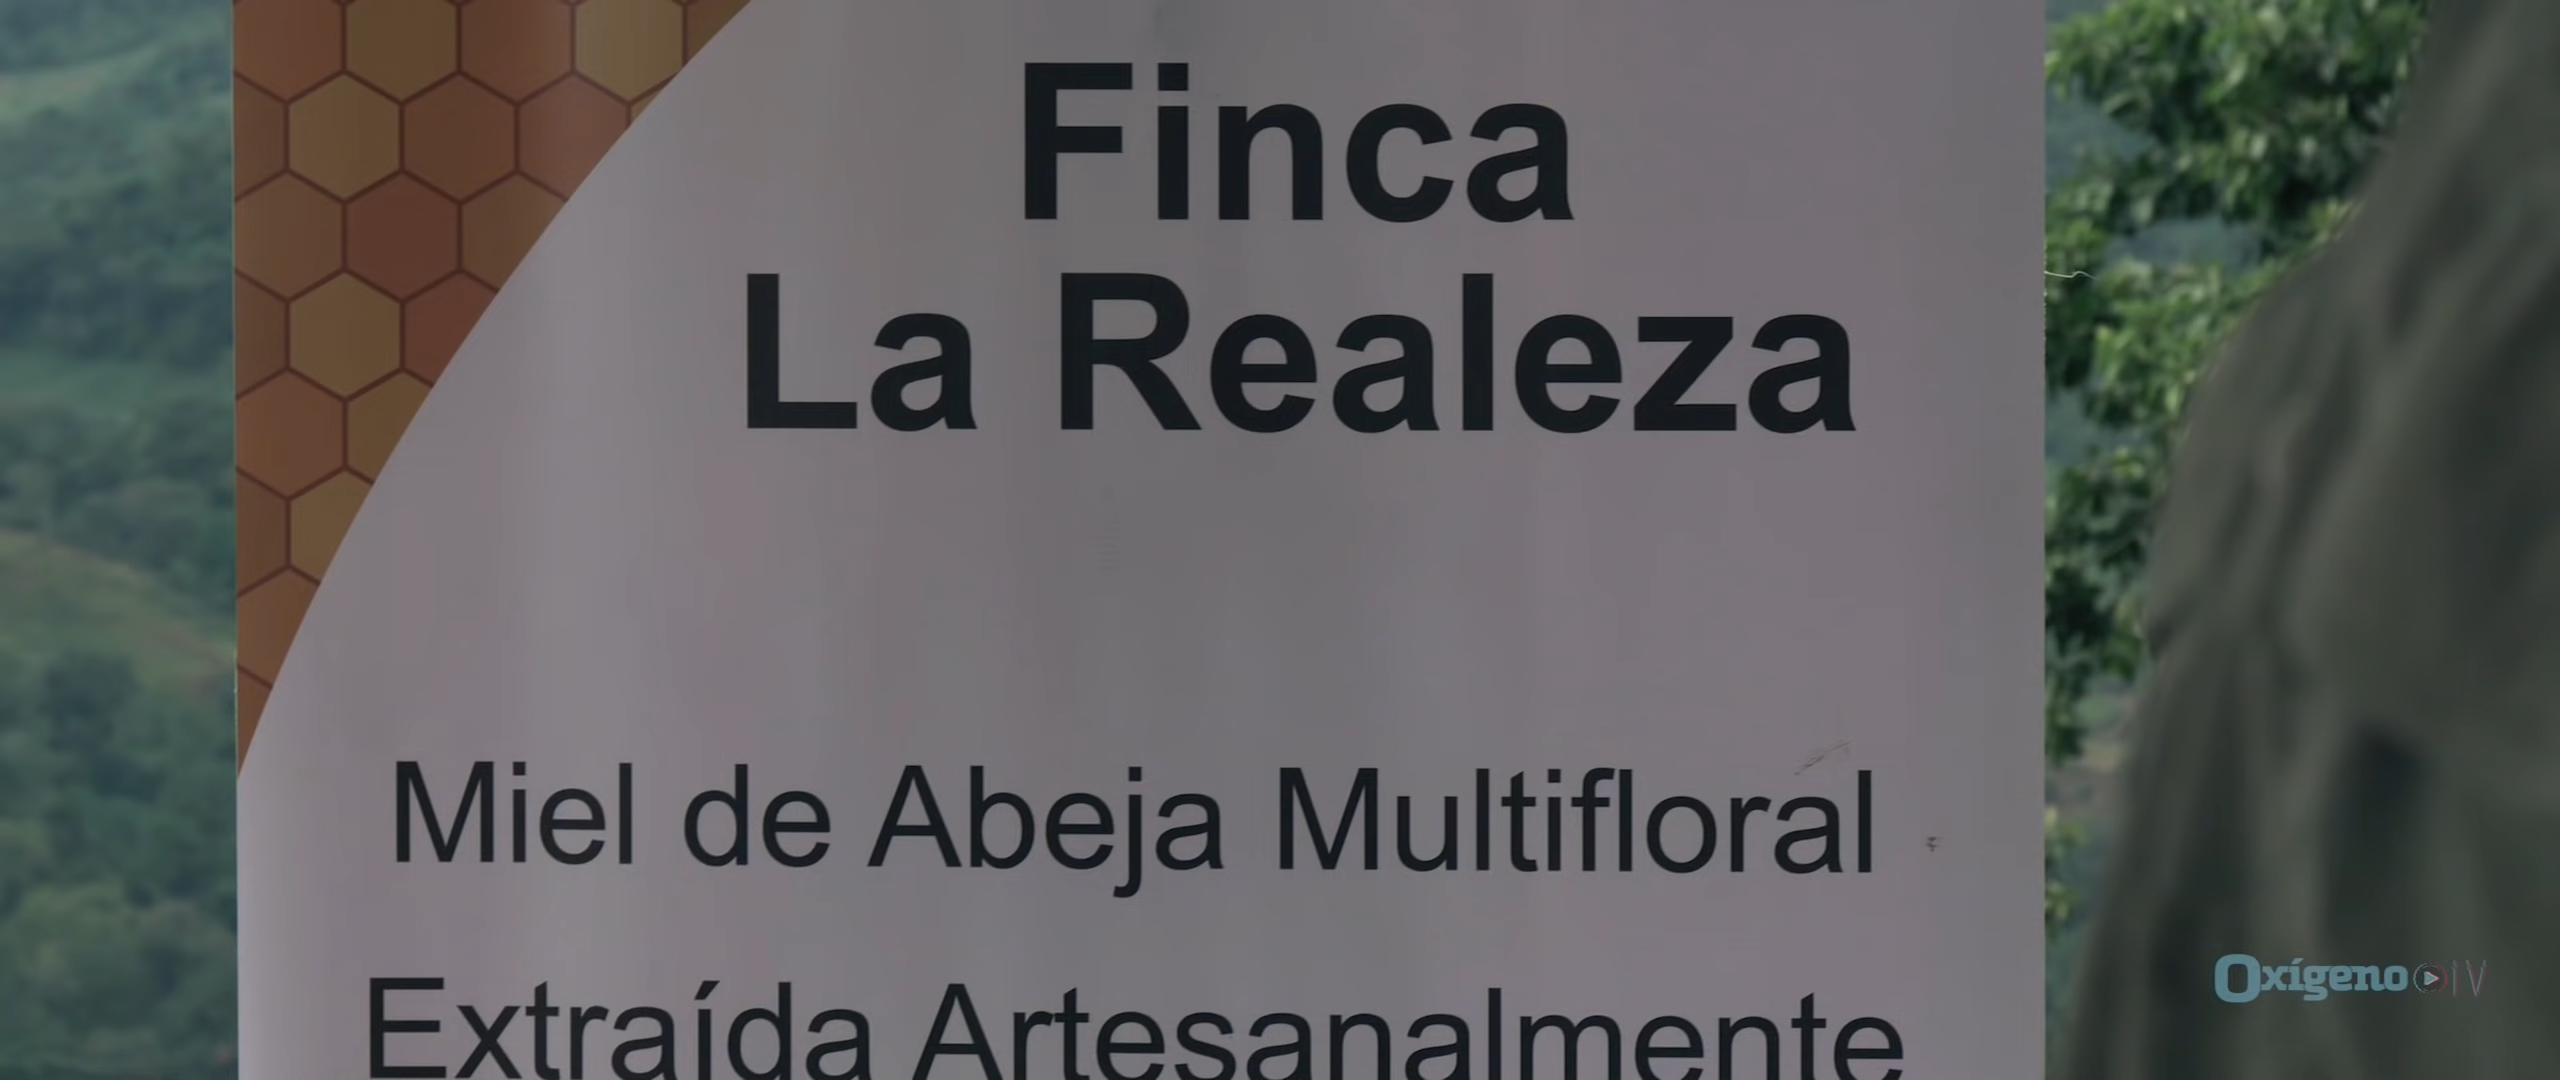 Finca
La Realeza
Miel de Abeja Multifloral
Extraída Artesanalmente
Oxígeno TV